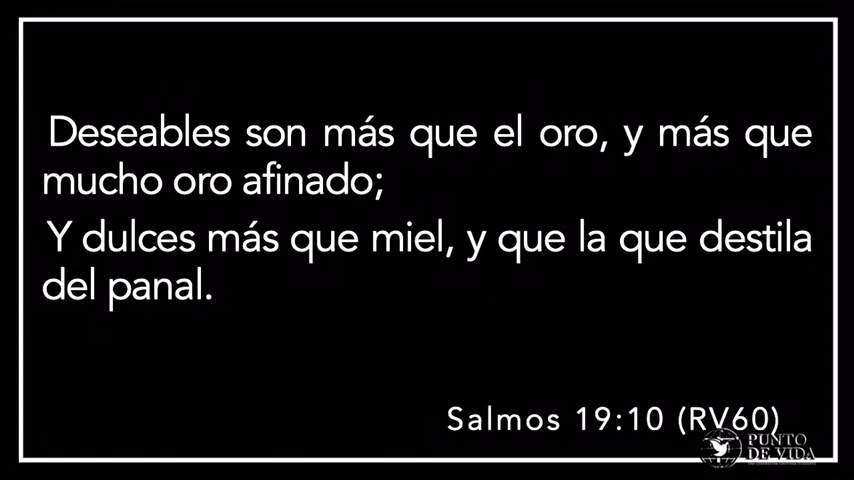 Deseables son más que el oro, y más que
mucho oro afinado;
Y dulces más que miel, y que la que destila
del panal.
Salmos 19:10 (RV60)
PUNTO
DE VIDA